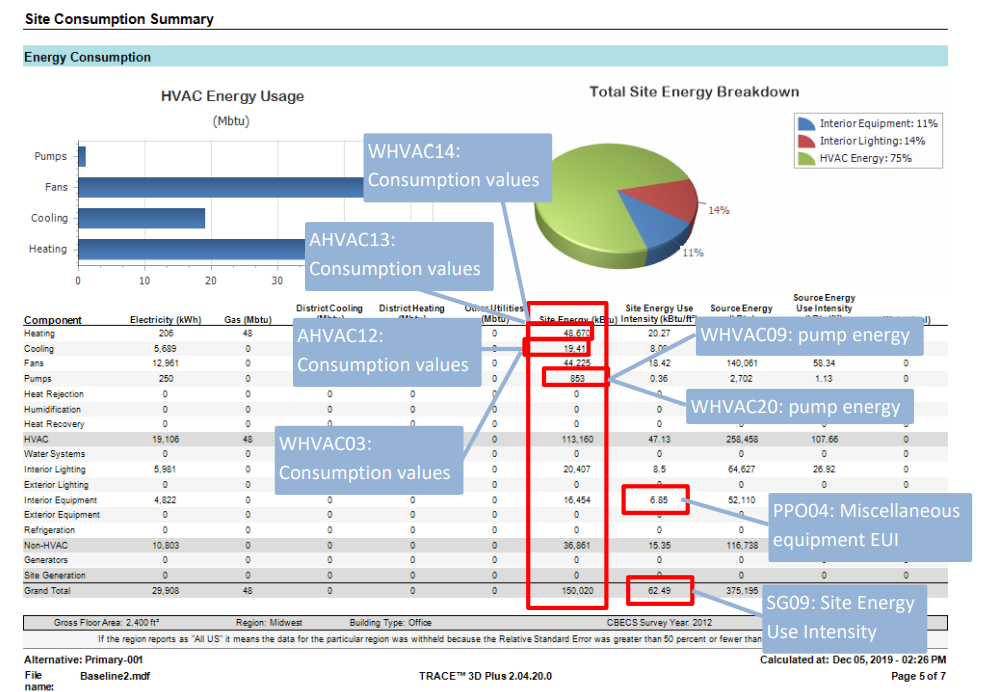 Site Consumption Summary
Energy Consumption
HVAC Energy Usage
(Mbtu)
Pumps
Fans
Cooling
Heating
0 10 20 30
Total Site Energy Breakdown
Interior Equipment: 11%
Interior Lighting: 14%
HVAC Energy: 75%
14%
11%
WHVAC14:
Consumption values
AHVAC13:
Consumption values
AHVAC12:
Consumption values
WHVAC03:
Consumption values
WHVAC09: pump energy
WHVAC20: pump energy
PPO04: Miscellaneous
equipment EUI
SG09: Site Energy
Use Intensity
Component Electricity (kWh) Gas (Mbtu) District Cooling District Heating Other Utilities (Mbtu) Site Energy (kBtu) Site Energy Use Intensity (kBtu/ft² Source Energy Source Energy Use Intensity
Heating 206 48 0 48,670 20.27
Cooling 5,689 0 0 19,41
Fans 12,961 0 0 44,225 18.42 140,061 58.34 0
Pumps 250 0 0 853 0.36 2,702 1.13 0
Heat Rejection 0 0 0 0 0 0 0
Humidification 0 0 0 0 0 0
Heat Recovery 0 0 0 0 0 0 0 0 0
HVAC 19,106 48 0 113,160 47.13 258,458 107.66 0
Water Systems 0 0 0 0 0 0 0 0
Interior Lighting 5,981 0 0 20,407 8.5 64,627 26.92 0
Exterior Lighting 0 0 0 0 0 0 0 0
Interior Equipment 4,822 0 0 0 0 16,454 6.85 52,110
Exterior Equipment 0 0 0 0 0 0 0 0
Refrigeration 0 0 0 0 0 0 0 0
Non-HVAC 10,803 0 0 0 0 36,861 15.35 116,738
Generators 0 0 0 0 0 0 0 0 0 0
Site Generation 0 0 0 0 0 0 0 0 0 0
Grand Total 29,908 48 0 0 0 150,020 62.49 375,195
Gross Floor Area: 2,400 ft² Region: Midwest Building Type: Office CBECS Survey Year: 2012
If the region reports as "All US" it means the data for the particular region was withheld because the Relative Standard Error was greater than 50 percent or fewer than
Alternative: Primary-001 Calculated at: Dec 05, 2019 - 02:26 PM
File name: Baseline2.mdf TRACE™ 3D Plus 2.04.20.0 Page 5 of 7